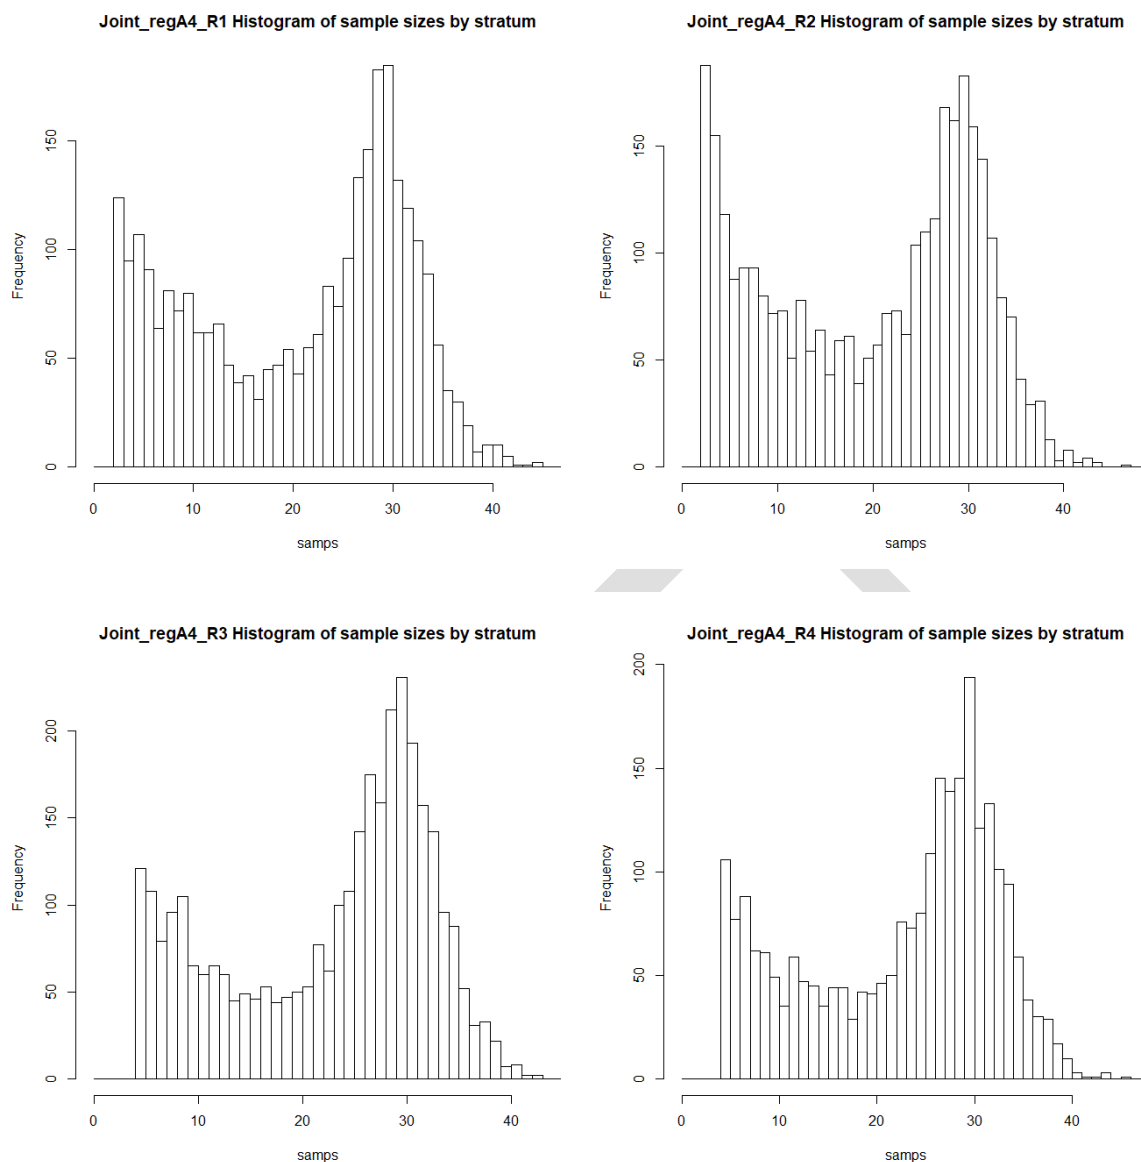 Joint_regA4_R1 Histogram of sample sizes by stratum
Frequency
0
50
100
150
0 10 20 30 40
samps
Joint_regA4_R2 Histogram of sample sizes by stratum
Frequency
0
50
100
150
0 10 20 30 40
samps
Joint_regA4_R3 Histogram of sample sizes by stratum
Frequency
0
50
100
150
200
0 10 20 30 40
samps
Joint_regA4_R4 Histogram of sample sizes by stratum
Frequency
0
50
100
150
200
0 10 20 30 40
samps